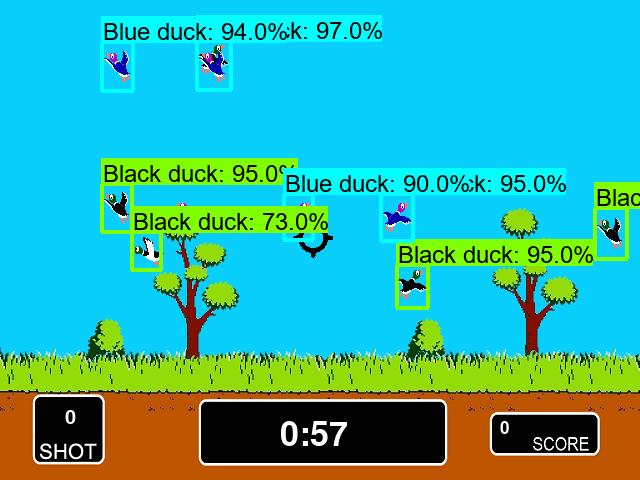 Blue duck: 94.0%
k: 97.0%
Black duck: 95.0%
Blue duck: 90.0%
k: 95.0%
Blac
Black duck: 73.0%
Black duck: 95.0%
0
SHOT
0:57
0
SCORE